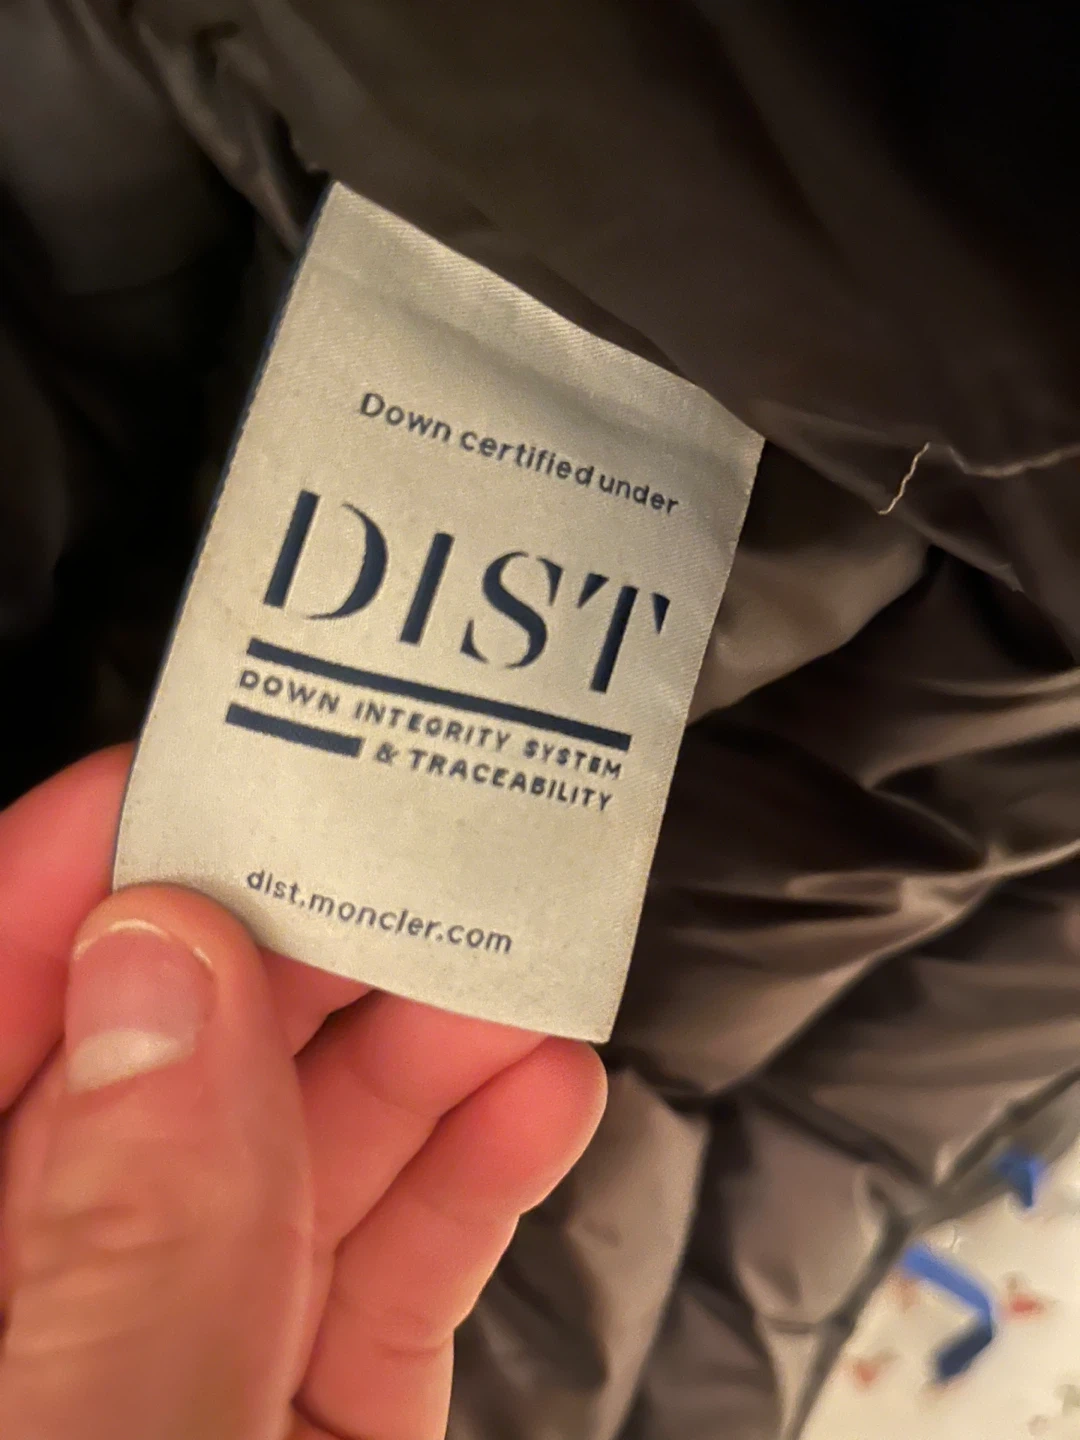 Down certified under
DIST
DOWN INTEGRITY SYSTEM
& TRACEABILITY
dist.moncler.com